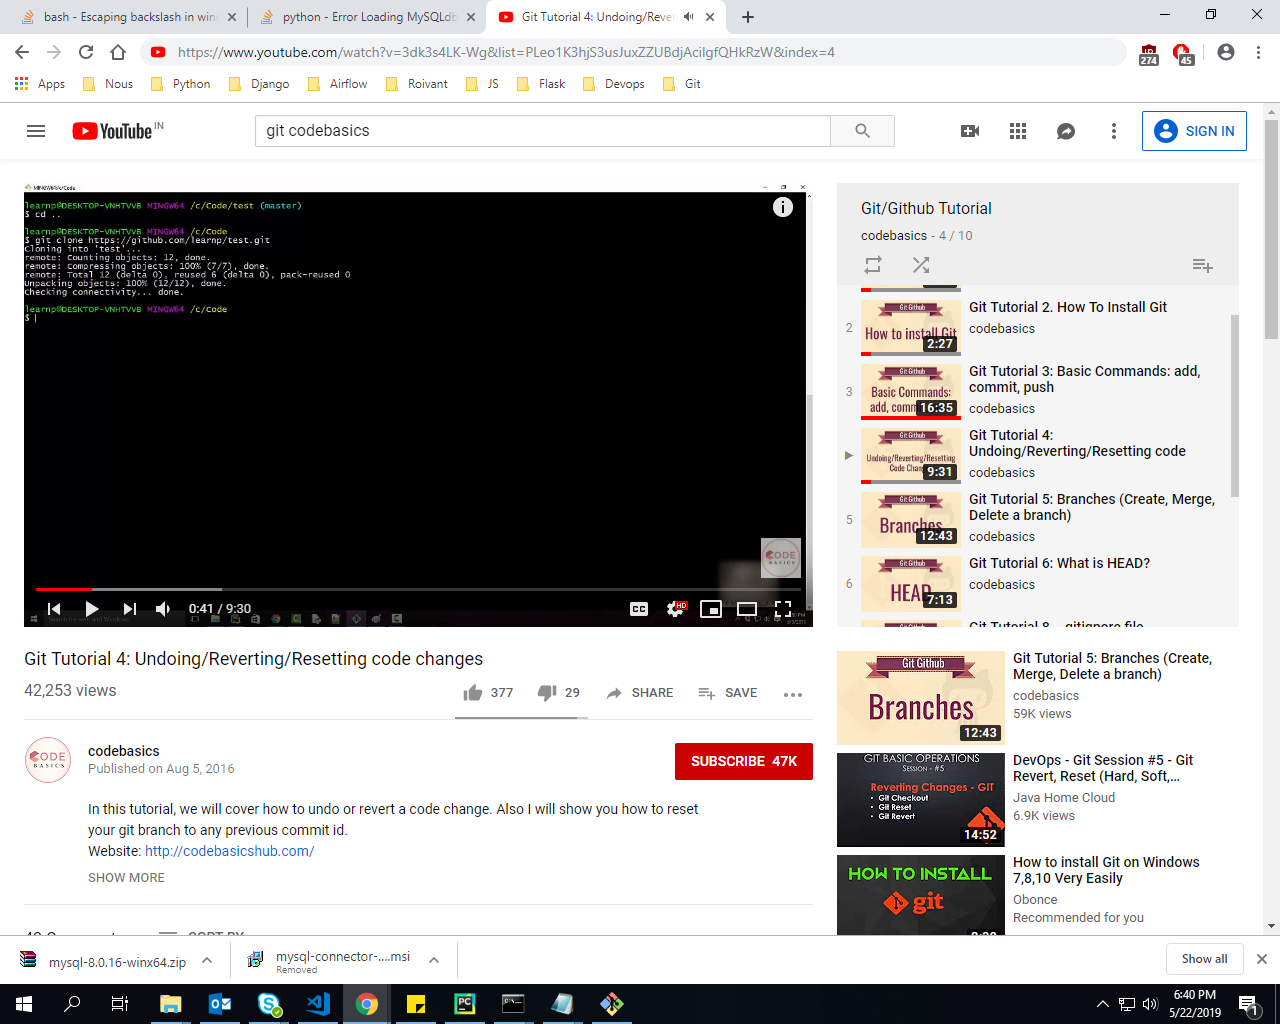 bash - Escaping backslash in win
python - Error Loading MySQLdb
Git Tutorial 4: Undoing/Rever
https://www.youtube.com/watch?v=3dk3s4LK-Wg&list=PLeo1K3hjS3usJuxZZUBdjAcilgfQHkRzW&index=4
274
45
Apps
Nous
Python
Django
Airflow
Roivant
JS
Flask
Devops
Git
YouTube IN
git codebasics
SIGN IN
MINGW64:/c/Code
learnp@DESKTOP-VNHTVVB MINGW64 /c/Code/test (master)
$ cd ..
learnp@DESKTOP-VNHTVVB MINGW64 /c/Code
$ git clone https://github.com/learnp/test.git
Cloning into 'test'...
remote: Counting objects: 12, done.
remote: Compressing objects: 100% (7/7), done.
remote: Total 12 (delta 0), reused 6 (delta 0), pack-reused 0
Unpacking objects: 100% (12/12), done.
Checking connectivity... done.
learnp@DESKTOP-VNHTVVB MINGW64 /c/Code
$
CODE
BASICS
0:41 / 9:30
CC
HD
Git Tutorial 4: Undoing/Reverting/Resetting code changes
42,253 views
377
29
SHARE
SAVE
CODE
BASICS
codebasics
Published on Aug 5, 2016
SUBSCRIBE 47K
In this tutorial, we will cover how to undo or revert a code change. Also I will show you how to reset
your git branch to any previous commit id.
Website: http://codebasicshub.com/
SHOW MORE
SORT BY
Git/Github Tutorial
codebasics - 4 / 10
2
Git Github
How to install Git
2:27
Git Tutorial 2. How To Install Git
codebasics
3
Git Github
Basic Commands:
add, comm
16:35
Git Tutorial 3: Basic Commands: add,
commit, push
codebasics
Git Github
Undoing/Reverting/Resetting
Code Chan
9:31
Git Tutorial 4:
Undoing/Reverting/Resetting code
codebasics
5
Git Github
Branches
12:43
Git Tutorial 5: Branches (Create, Merge,
Delete a branch)
codebasics
6
Git Github
HEAD
7:13
Git Tutorial 6: What is HEAD?
codebasics
Git Tutorial 8 - .gitignore file
Git Github
Branches
12:43
Git Tutorial 5: Branches (Create,
Merge, Delete a branch)
codebasics
59K views
GIT BASIC OPERATIONS
SESSION - #5
Reverting Changes - GIT
• Git Checkout
• Git Reset
• Git Revert
14:52
DevOps - Git Session #5 - Git
Revert, Reset (Hard, Soft,...
Java Home Cloud
6.9K views
HOW TO INSTALL
git
How to install Git on Windows
7,8,10 Very Easily
Obonce
Recommended for you
mysql-8.0.16-winx64.zip
mysql-connector-....msi
Removed
Show all
6:40 PM
5/22/2019
1